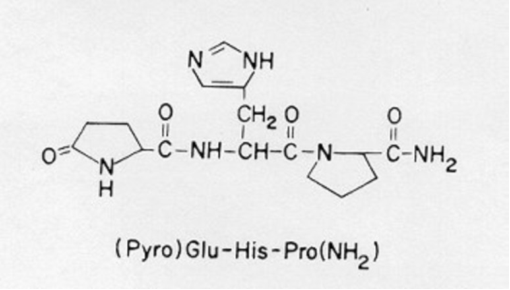 N NH
CH₂ O
O O
O C-NH-CH-C-N C-NH₂
N
H
(Pyro)Glu-His-Pro(NH₂)